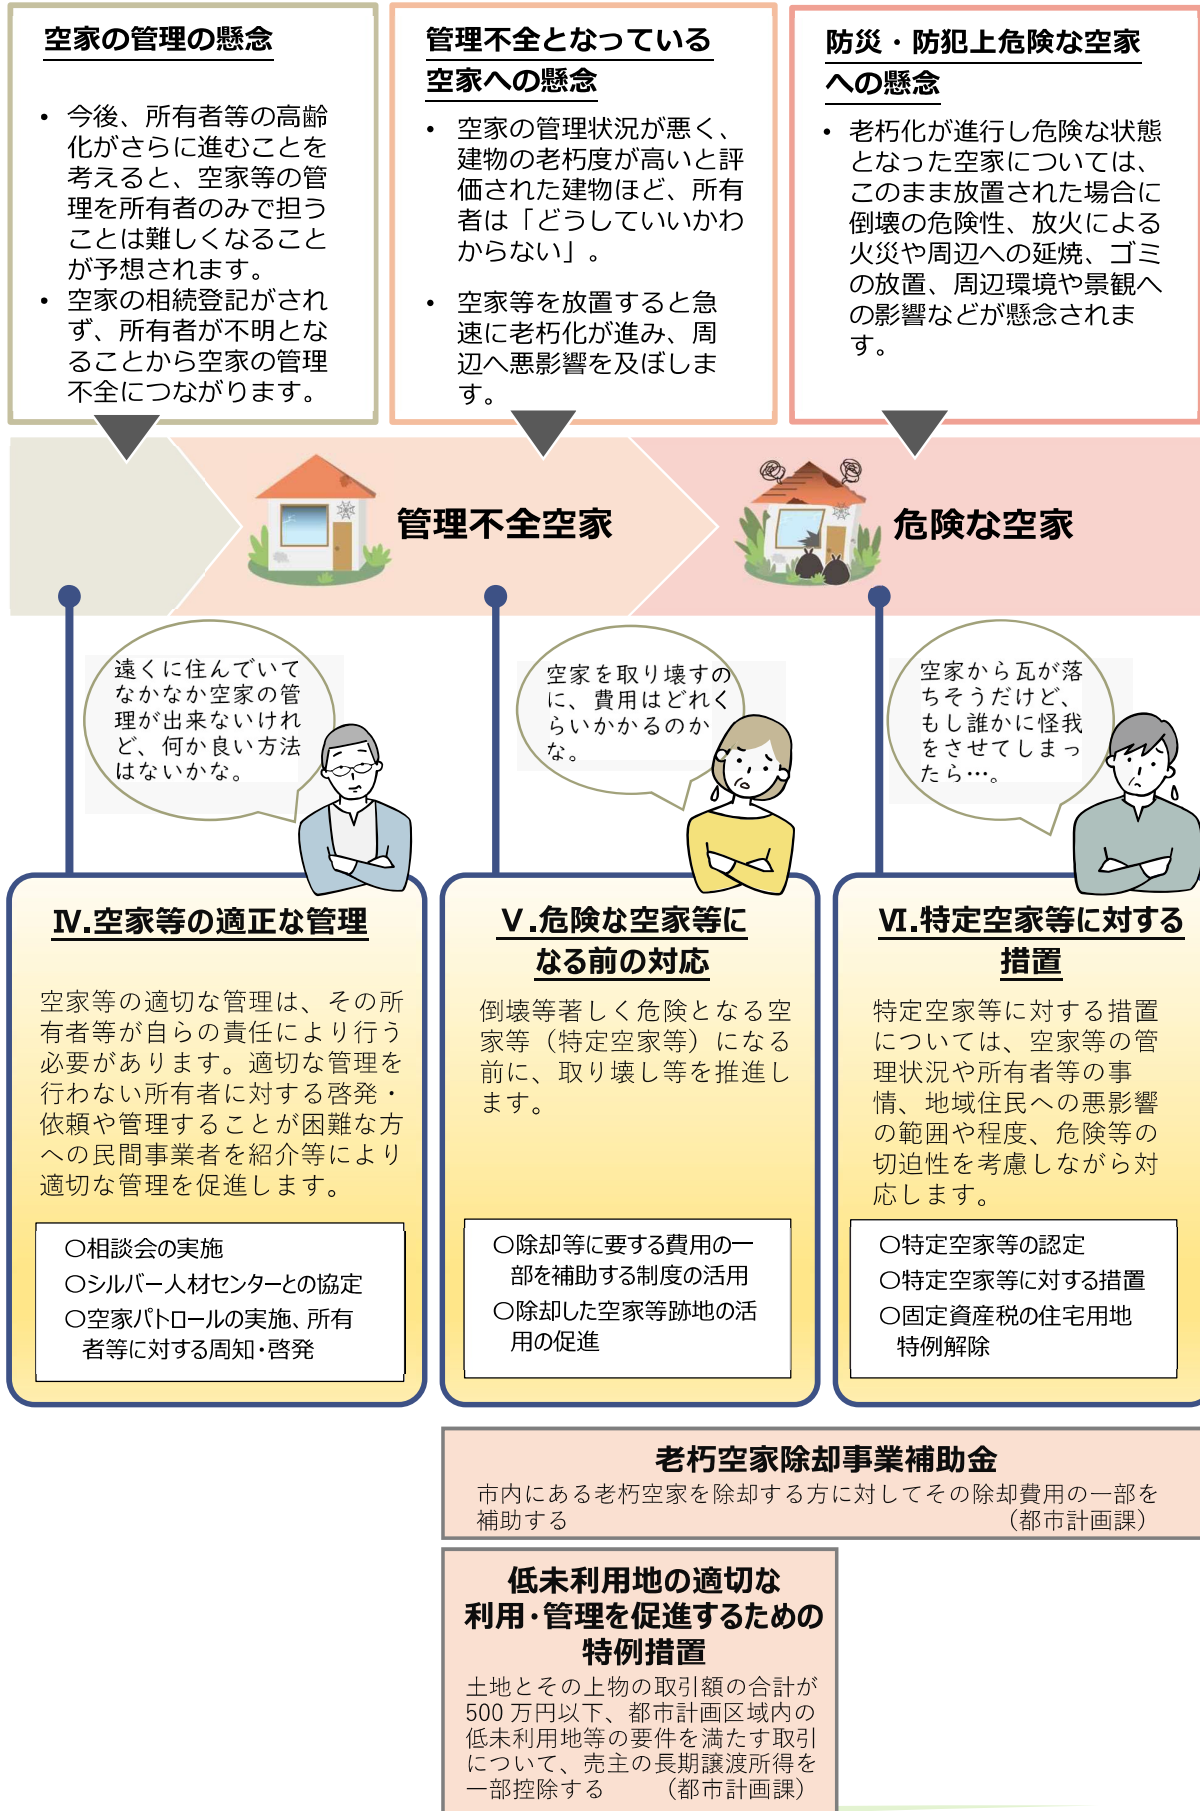 空家の管理の懸念
• 今後、所有者等の高齢
化がさらに進むことを
考えると、空家等の管
理を所有者のみで担う
ことは難しくなること
が予想されます。
• 空家の相続登記がされ
ず、所有者が不明とな
ることから空家の管理
不全につながります。
管理不全となっている
空家への懸念
• 空家の管理状況が悪く、
建物の老朽度が高いと評
価された建物ほど、所有
者は「どうしていいかわ
からない」。
• 空家等を放置すると急
速に老朽化が進み、周
辺へ悪影響を及ぼしま
す。
防災・防犯上危険な空家
への懸念
• 老朽化が進行し危険な状態
となった空家については、
このまま放置された場合に
倒壊の危険性、放火による
火災や周辺への延焼、ゴミ
の放置、周辺環境や景観へ
の影響などが懸念されま
す。
管理不全空家
危険な空家
遠くに住んでいて
なかなか空家の管
理が出来ないけれ
ど、何か良い方法
はないかな。
空家を取り壊すの
に、費用はどれく
らいかかるのか
な。
空家から瓦が落
ちそうだけど、
もし誰かに怪我
をさせてしまっ
たら…。
Ⅳ.空家等の適正な管理
空家等の適切な管理は、その所
有者等が自らの責任により行う
必要があります。適切な管理を
行わない所有者に対する啓発・
依頼や管理することが困難な方
への民間事業者を紹介等により
適切な管理を促進します。
○相談会の実施
○シルバー人材センターとの協定
○空家パトロールの実施、所有
者等に対する周知・啓発
Ⅴ.危険な空家等に
なる前の対応
倒壊等著しく危険となる空
家等（特定空家等）になる
前に、取り壊し等を推進し
ます。
○除却等に要する費用の一
部を補助する制度の活用
○除却した空家等跡地の活
用の促進
Ⅵ.特定空家等に対する
措置
特定空家等に対する措置
については、空家等の管
理状況や所有者等の事
情、地域住民への悪影響
の範囲や程度、危険等の
切迫性を考慮しながら対
応します。
○特定空家等の認定
○特定空家等に対する措置
○固定資産税の住宅用地
特例解除
老朽空家除却事業補助金
市内にある老朽空家を除却する方に対してその除却費用の一部を
補助する （都市計画課）
低未利用地の適切な
利用・管理を促進するための
特例措置
土地とその上物の取引額の合計が
500 万円以下、都市計画区域内の
低未利用地等の要件を満たす取引
について、売主の長期譲渡所得を
一部控除する （都市計画課）